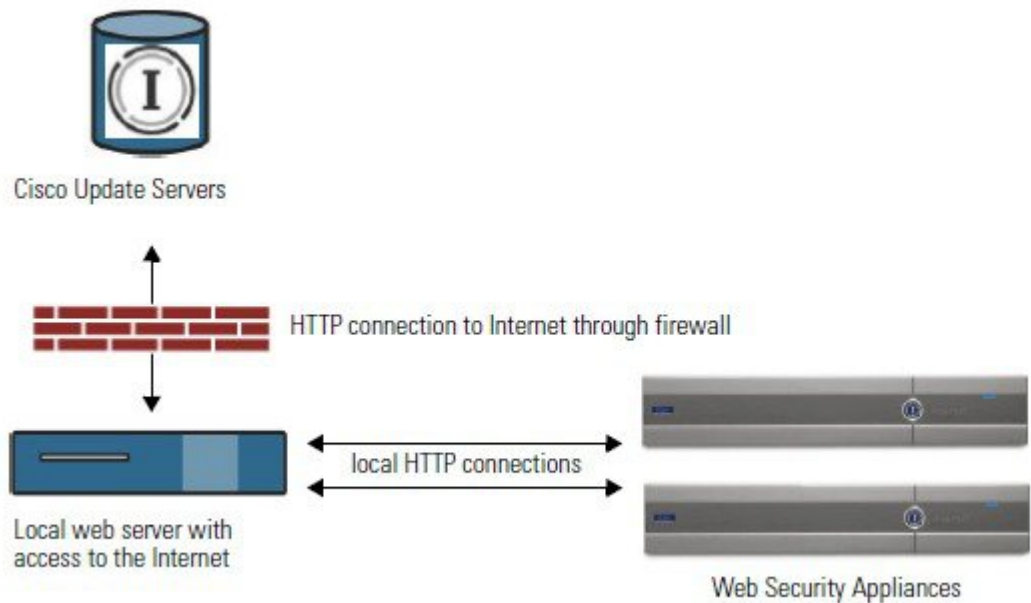 I
Cisco Update Servers
HTTP connection to Internet through firewall
local HTTP connections
Local web server with
access to the Internet
I
I
Web Security Appliances